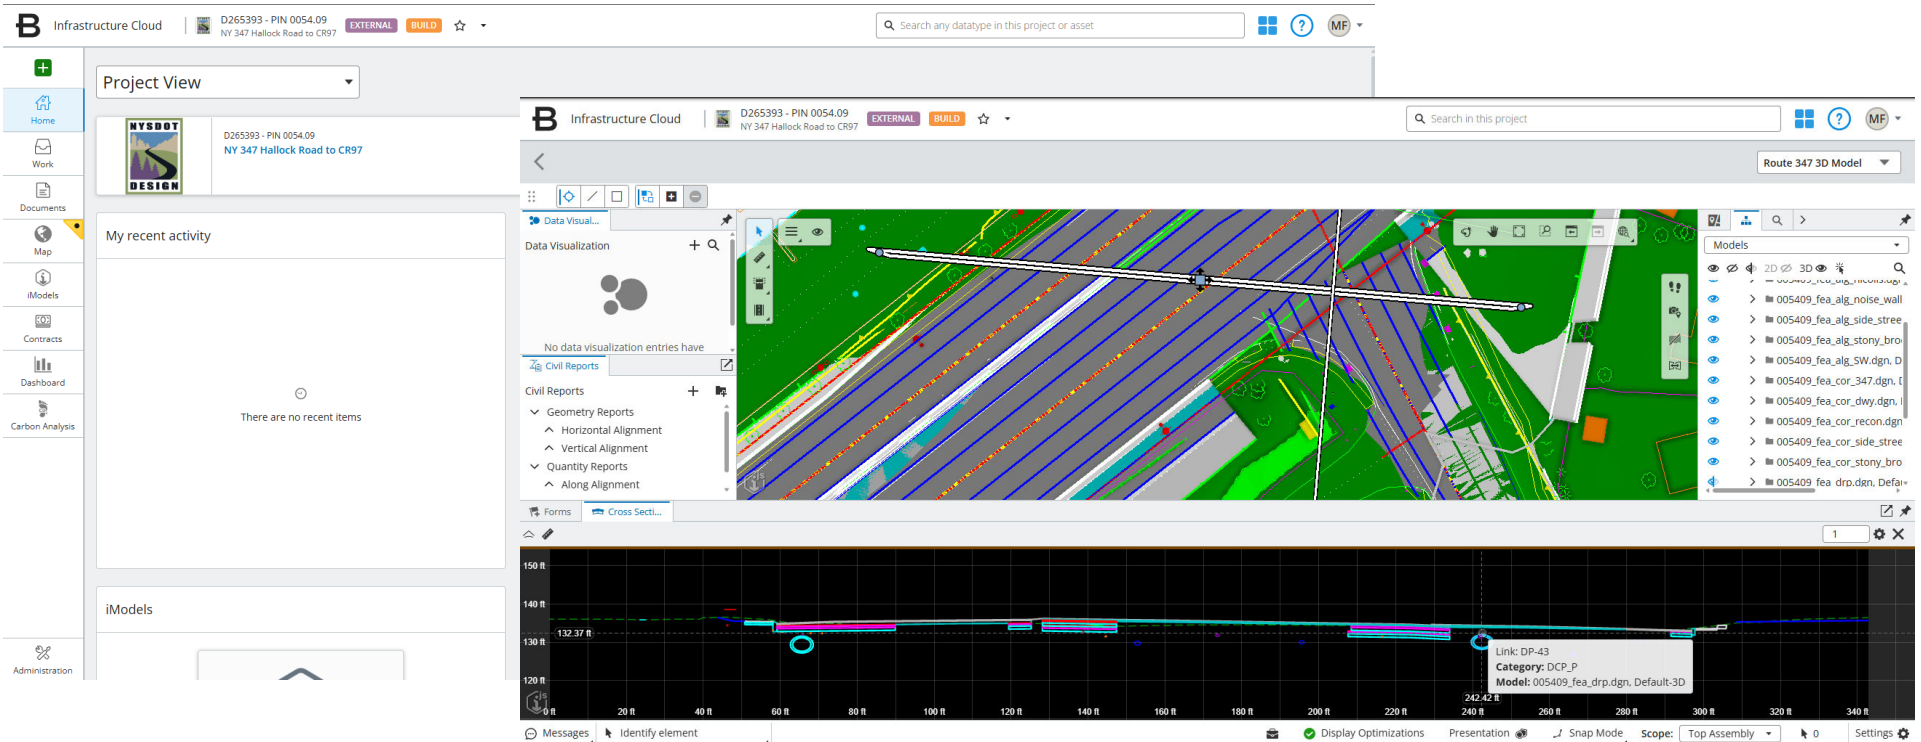 Infrastructure Cloud
D265393 - PIN 0054.09
NY 347 Hallock Road to CR97
EXTERNAL
BUILD
Search any datatype in this project or asset
MF
Home
Work
Documents
Map
iModels
Contracts
Dashboard
Carbon Analysis
Administration
Project View
NYSDOT
DESIGN
D265393 - PIN 0054.09
NY 347 Hallock Road to CR97
My recent activity
There are no recent items
iModels
Infrastructure Cloud
D265393 - PIN 0054.09
NY 347 Hallock Road to CR97
EXTERNAL
BUILD
Search in this project
MF
Route 347 3D Model
Data Visual...
Data Visualization
No data visualization entries have
Civil Reports
Civil Reports
Geometry Reports
Horizontal Alignment
Vertical Alignment
Quantity Reports
Along Alignment
Models
2D
3D
005409_fea_alg_noise_wall
005409_fea_alg_side_stree
005409_fea_alg_stony_bro
005409_fea_alg_SW.dgn, D
005409_fea_cor_347.dgn,
005409_fea_cor_dwy.dgn,
005409_fea_cor_recon.dgn
005409_fea_cor_side_stree
005409_fea_cor_stony_bro
005409_fea_drp.dgn, Defau
Forms
Cross Secti...
1
150 ft
140 ft
132.37 ft
130 ft
120 ft
Link: DP-43
Category: DCP_P
Model: 005409_fea_drp.dgn, Default-3D
242.42 ft
0 ft
20 ft
40 ft
60 ft
80 ft
100 ft
120 ft
140 ft
160 ft
180 ft
200 ft
220 ft
240 ft
260 ft
280 ft
300 ft
320 ft
340 ft
Messages
Identify element
Display Optimizations
Presentation
Snap Mode
Scope:
Top Assembly
0
Settings